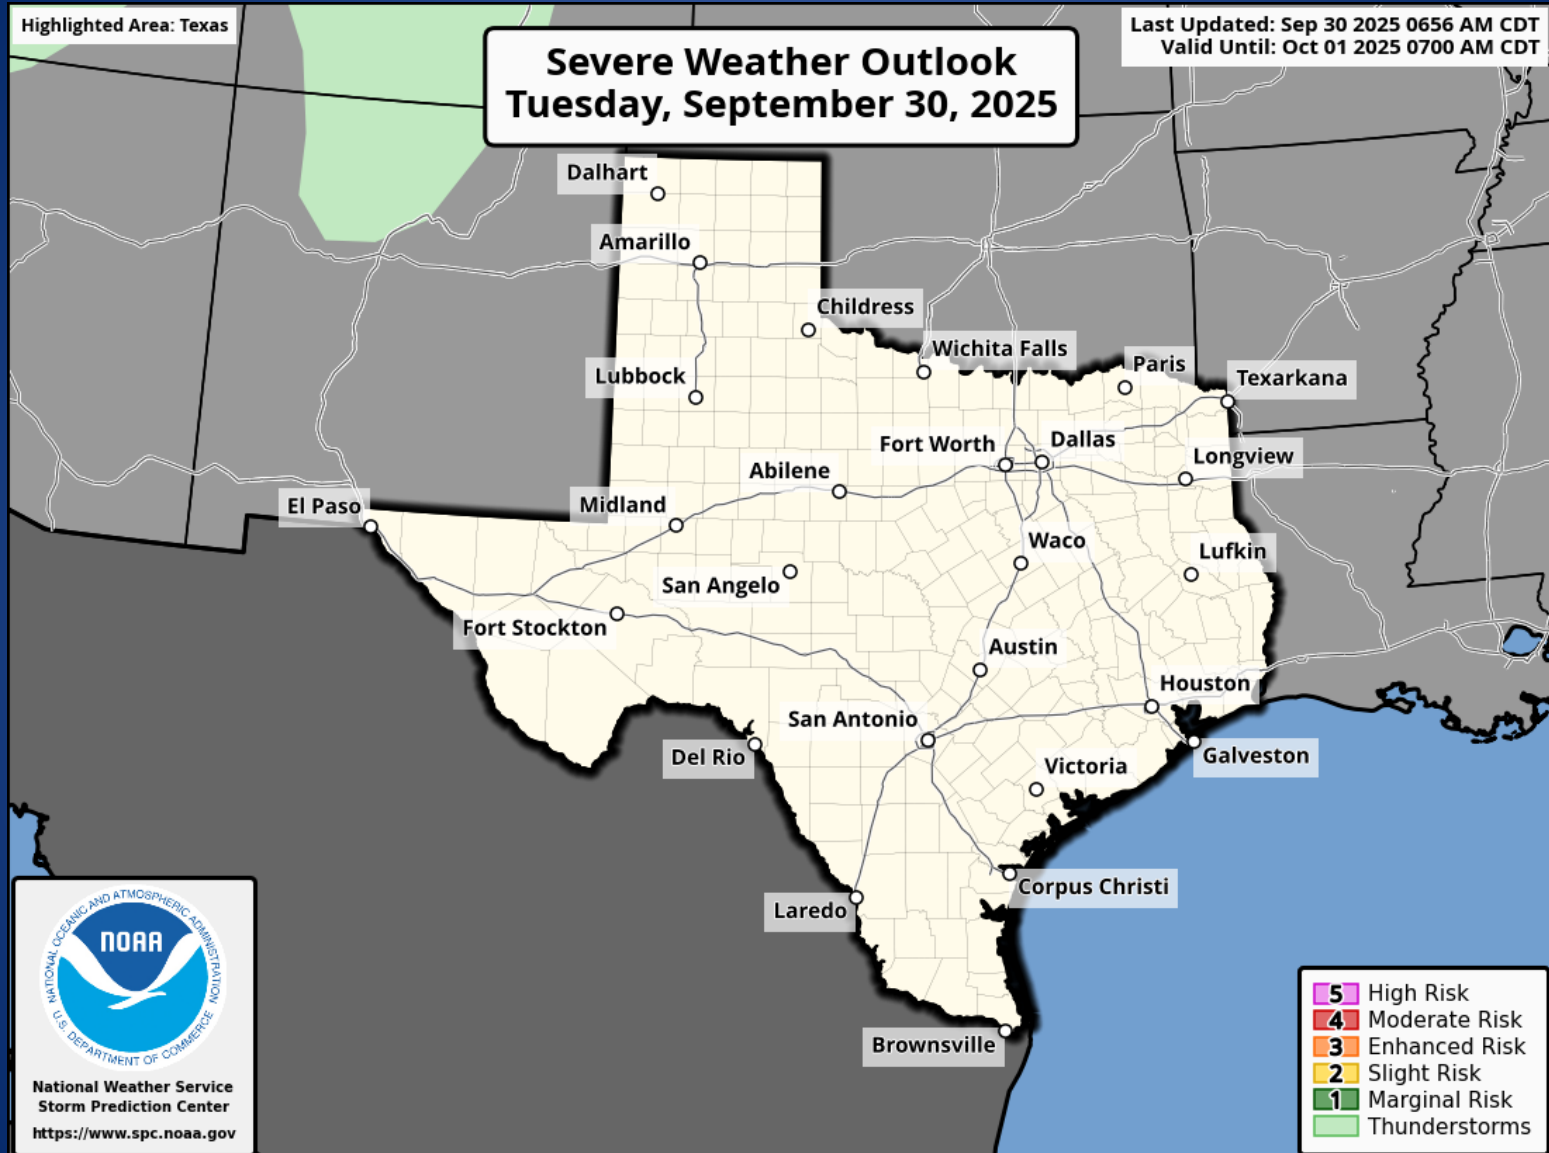 Highlighted Area: Texas
Severe Weather Outlook
Tuesday, September 30, 2025
Last Updated: Sep 30 2025 0656 AM CDT
Valid Until: Oct 01 2025 0700 AM CDT
Dalhart
Amarillo
Childress
Wichita Falls
Paris
Texarkana
Lubbock
Fort Worth
Dallas
Longview
Abilene
El Paso
Midland
Waco
Lufkin
San Angelo
Fort Stockton
Austin
Houston
San Antonio
Del Rio
Galveston
Victoria
Corpus Christi
Laredo
Brownsville
NATIONAL OCEANIC AND ATMOSPHERIC ADMINISTRATION
NOAA
U.S. DEPARTMENT OF COMMERCE
National Weather Service
Storm Prediction Center
https://www.spc.noaa.gov
5 High Risk
4 Moderate Risk
3 Enhanced Risk
2 Slight Risk
1 Marginal Risk
Thunderstorms